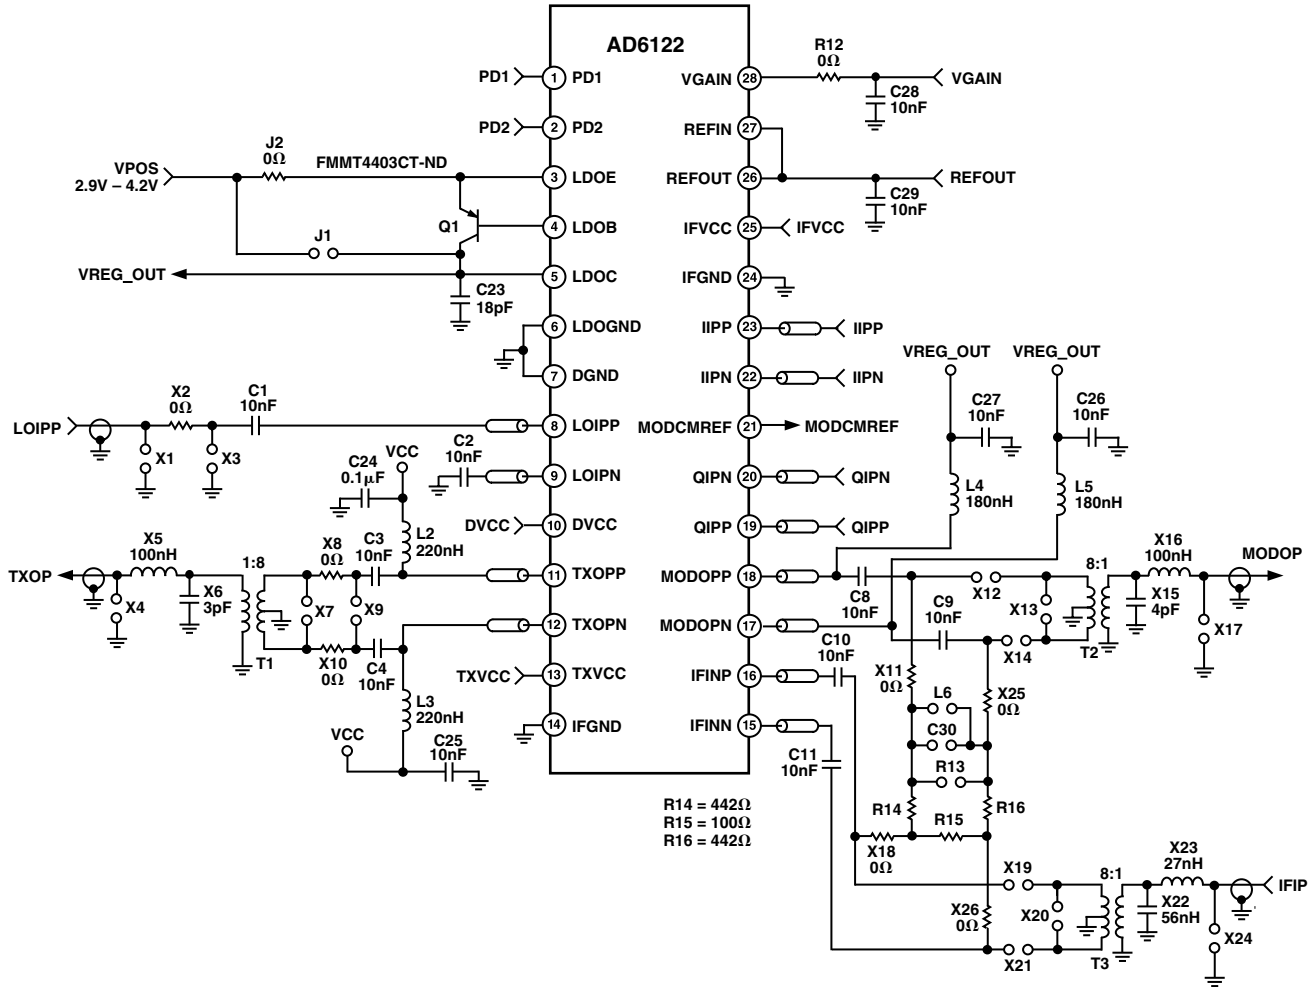 AD6122
PD1
1
PD1
PD2
2
PD2
J2
0Ω
FMMT4403CT-ND
VPOS
2.9V – 4.2V
3
LDOE
Q1
4
LDOB
J1
VREG_OUT
5
LDOC
C23
18pF
6
LDOGND
7
DGND
LOIPP
X1
X2
0Ω
X3
C1
10nF
8
LOIPP
C2
10nF
9
LOIPN
VCC
C24
0.1µF
DVCC
10
DVCC
L2
220nH
TXOP
X4
X5
100nH
X6
3pF
1:8
T1
X7
X8
0Ω
X9
X10
0Ω
C3
10nF
11
TXOPP
C4
10nF
12
TXOPN
TXVCC
13
TXVCC
L3
220nH
VCC
C25
10nF
14
IFGND
VGAIN
28
R12
0Ω
C28
10nF
VGAIN
REFIN
27
REFOUT
26
C29
10nF
REFOUT
IFVCC
25
IFVCC
IFGND
24
IIPP
23
IIPP
IIPN
22
IIPN
MODCMREF
21
MODCMREF
QIPN
20
QIPN
QIPP
19
QIPP
VREG_OUT
VREG_OUT
C27
10nF
C26
10nF
L4
180nH
L5
180nH
MODOPP
18
C8
10nF
MODOPN
17
C9
10nF
X12
X13
X14
8:1
T2
X15
4pF
X16
100nH
X17
MODOP
IFINP
16
C10
10nF
IFINN
15
C11
10nF
X11
0Ω
X25
0Ω
L6
C30
R13
R14
R16
R15
X18
0Ω
R14 = 442Ω
R15 = 100Ω
R16 = 442Ω
X19
X20
X26
0Ω
X21
8:1
T3
X22
56nH
X23
27nH
X24
IFIP